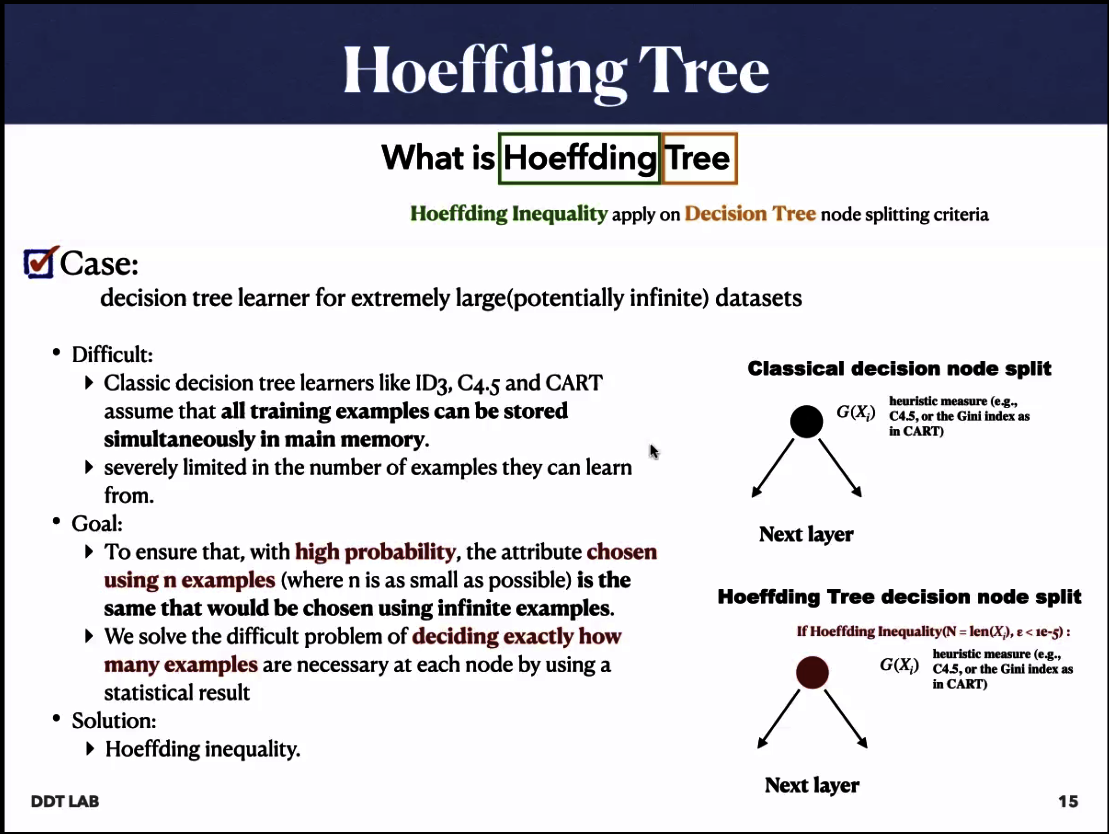 Hoeffding Tree
What is Hoeffding Tree
Hoeffding Inequality apply on Decision Tree node splitting criteria
Case:
decision tree learner for extremely large(potentially infinite) datasets
• Difficult:
Classic decision tree learners like ID3, C4.5 and CART
assume that all training examples can be stored
simultaneously in main memory.
severely limited in the number of examples they can learn
from.
• Goal:
To ensure that, with high probability, the attribute chosen
using n examples (where n is as small as possible) is the
same that would be chosen using infinite examples.
We solve the difficult problem of deciding exactly how
many examples are necessary at each node by using a
statistical result
• Solution:
Hoeffding inequality.
Classical decision node split
G(Xᵢ)
heuristic measure (e.g.,
C4.5, or the Gini index as
in CART)
Next layer
Hoeffding Tree decision node split
If Hoeffding Inequality(N = len(Xᵢ), ε < 1e-5) :
G(Xᵢ)
heuristic measure (e.g.,
C4.5, or the Gini index as
in CART)
Next layer
DDT LAB
15